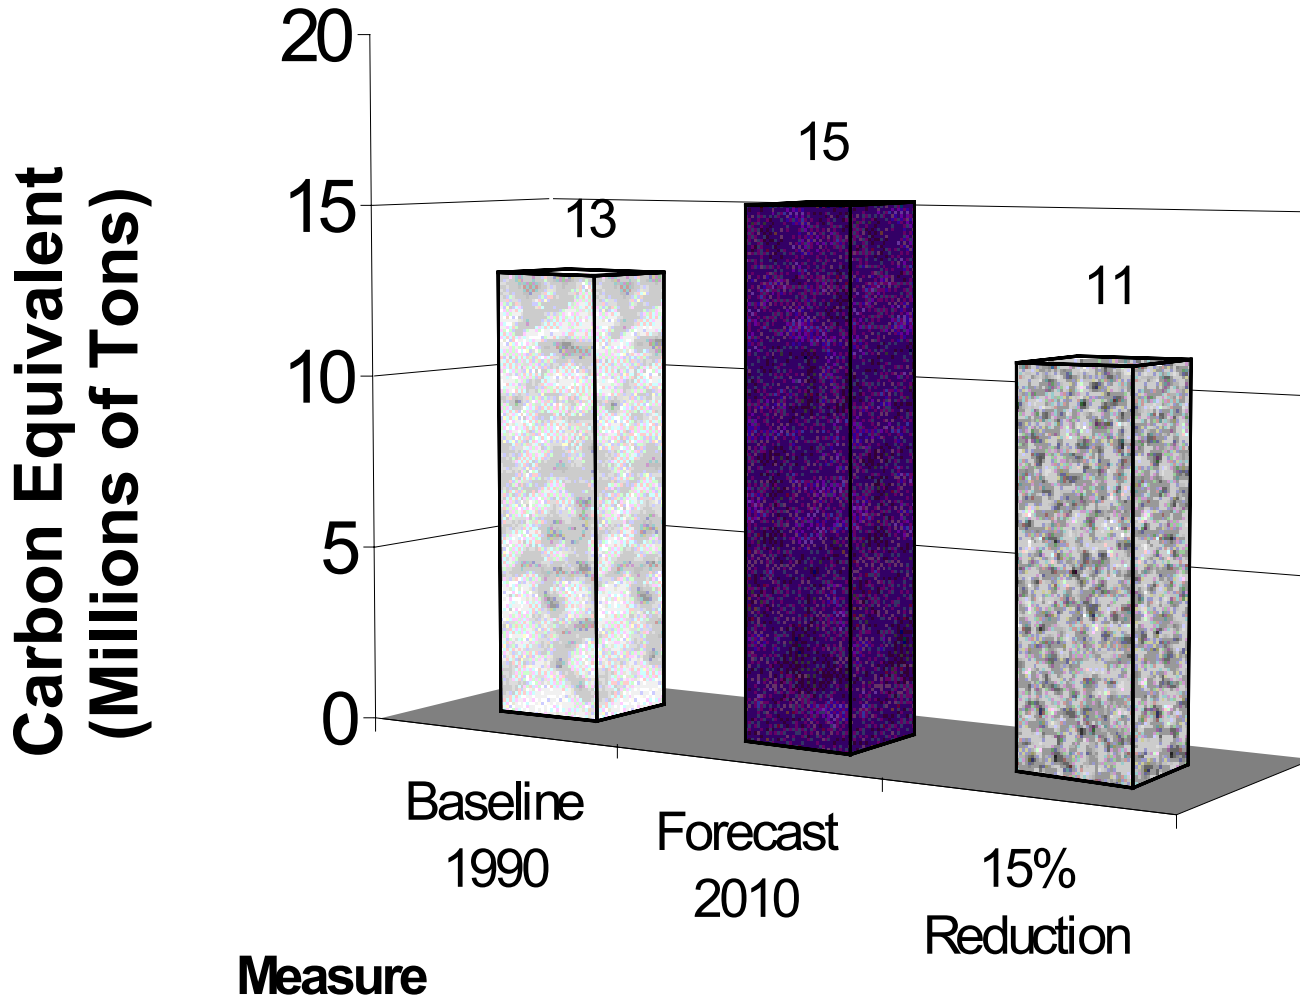 Carbon Equivalent
(Millions of Tons)
20
15
10
5
0
13
15
11
Baseline
1990
Forecast
2010
15%
Reduction
Measure